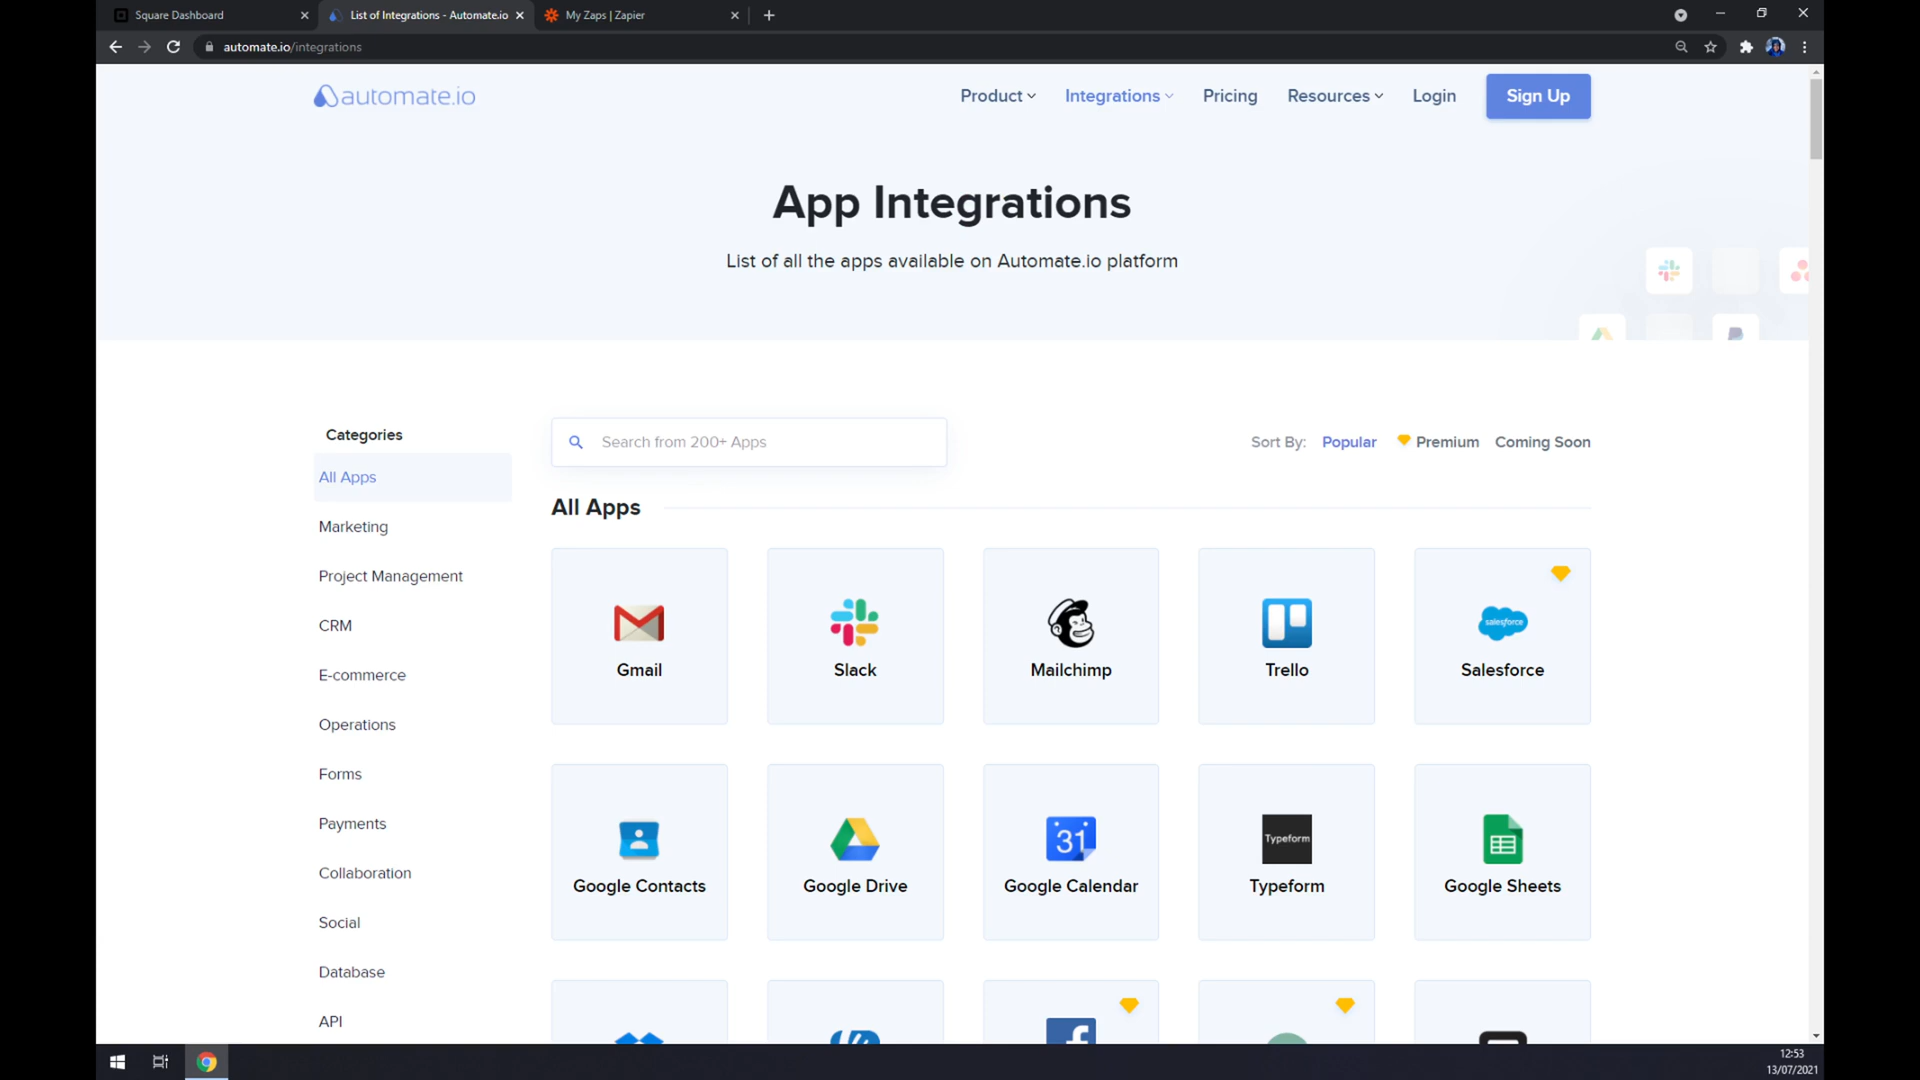 Square Dashboard
List of Integrations - Automate.io
My Zaps | Zapier
automate.io/integrations
automate.io
Product
Integrations
Pricing
Resources
Login
Sign Up
App Integrations
List of all the apps available on Automate.io platform
Categories
All Apps
Marketing
Project Management
CRM
E-commerce
Operations
Forms
Payments
Collaboration
Social
Database
API
Search from 200+ Apps
Sort By:
Popular
Premium
Coming Soon
All Apps
Gmail
Slack
Mailchimp
Trello
salesforce
Salesforce
Google Contacts
Google Drive
31
Google Calendar
Typeform
Typeform
Google Sheets
12:53
13/07/2021